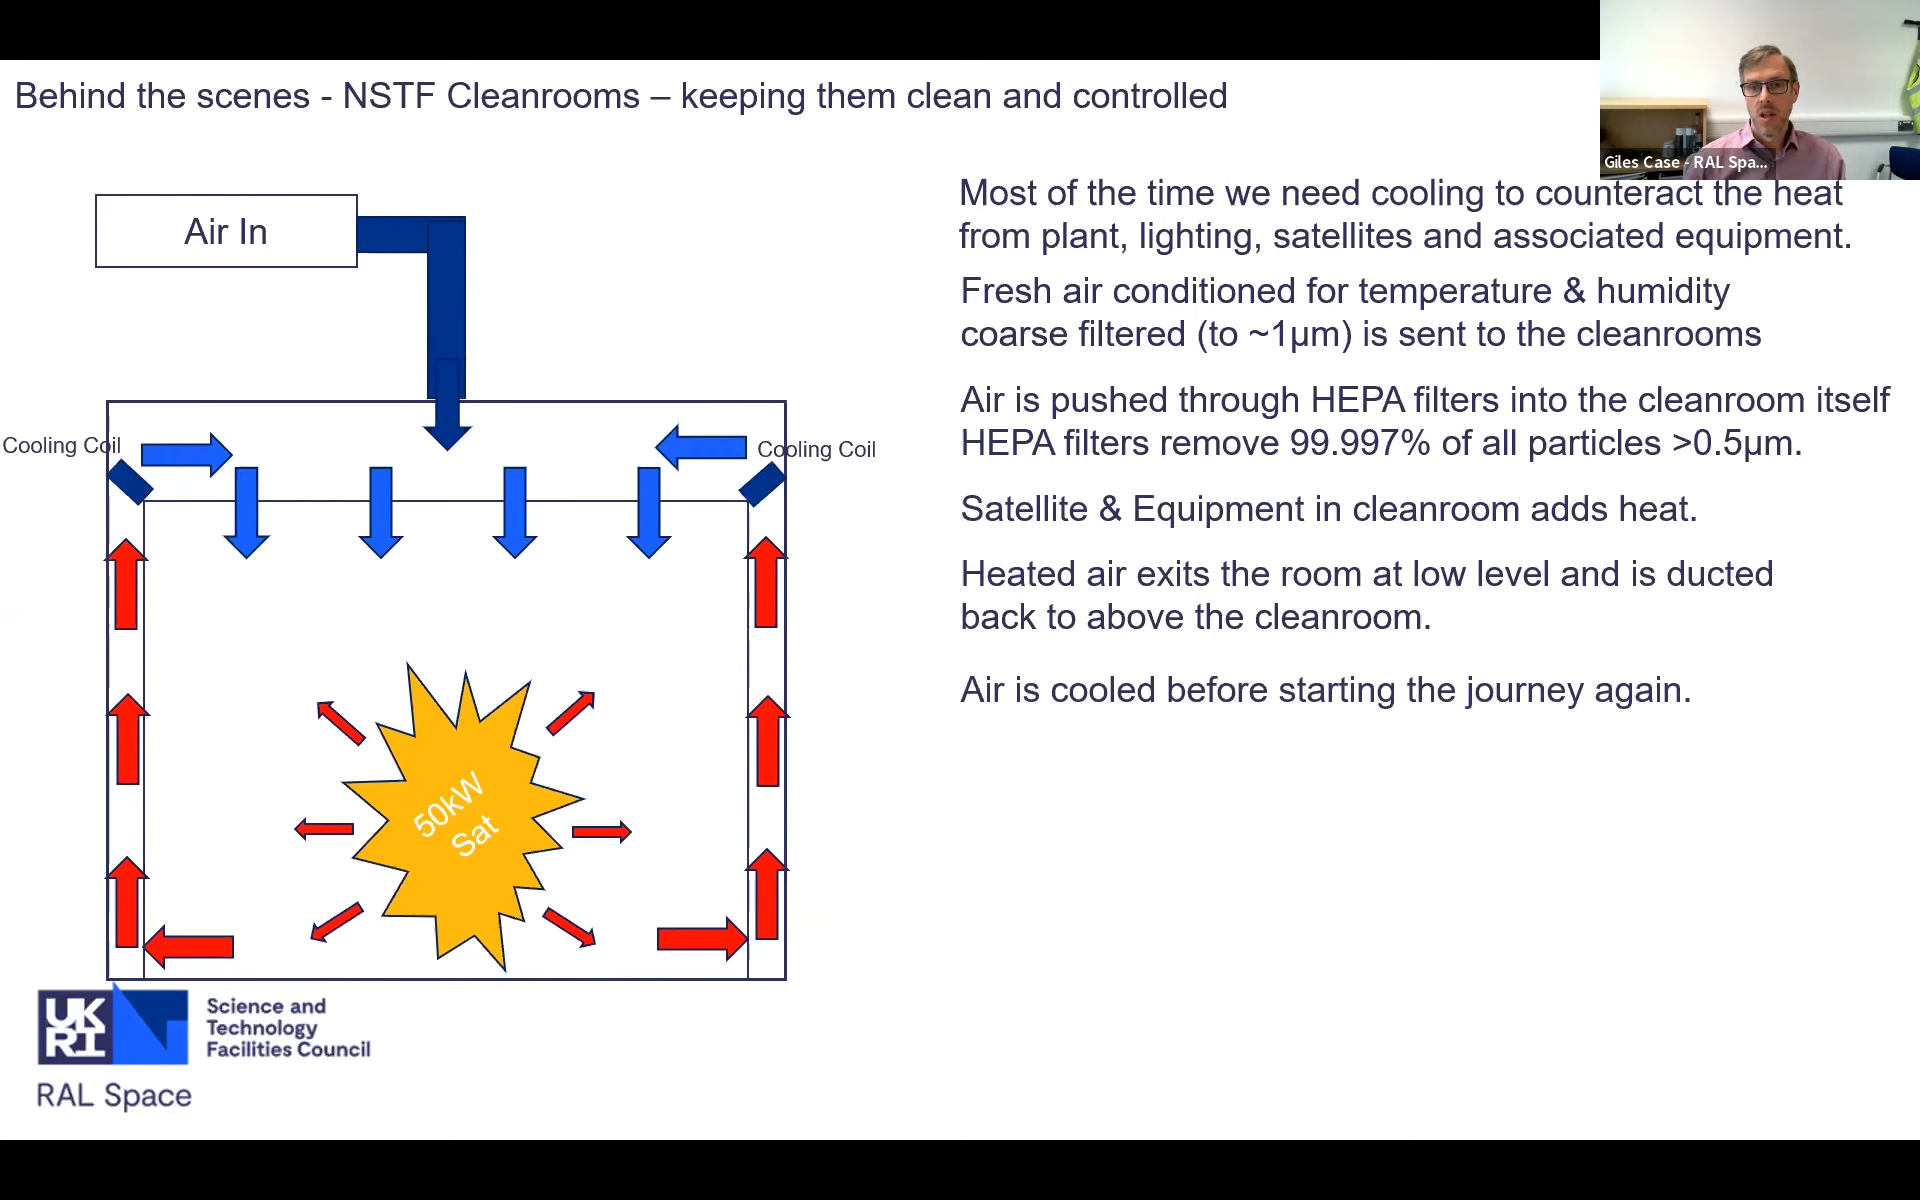 Behind the scenes - NSTF Cleanrooms – keeping them clean and controlled
Giles Case - RAL Spa...
Air In
Cooling Coil
Cooling Coil
50kW
Sat
Most of the time we need cooling to counteract the heat
from plant, lighting, satellites and associated equipment.
Fresh air conditioned for temperature & humidity
coarse filtered (to ~1µm) is sent to the cleanrooms
Air is pushed through HEPA filters into the cleanroom itself
HEPA filters remove 99.997% of all particles >0.5µm.
Satellite & Equipment in cleanroom adds heat.
Heated air exits the room at low level and is ducted
back to above the cleanroom.
Air is cooled before starting the journey again.
UK
RI
Science and
Technology
Facilities Council
RAL Space